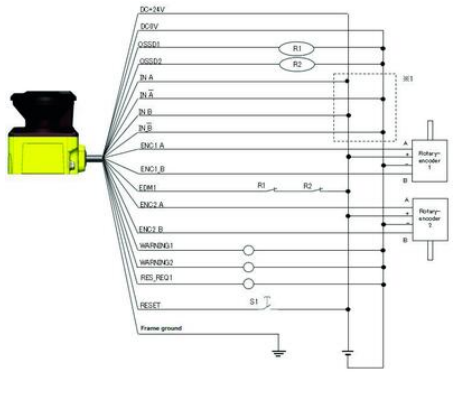 DC+24V
DC0V
OSSD1
R1
OSSD2
R2
IN A
※1
IN A̅
IN B
IN B̅
ENC1 A
A
+
Rotary-
encoder
1
-
ENC1_B
B
EDM1
R1
R2
ENC2 A
A
+
Rotary-
encoder
2
-
ENC2 B
B
WARNING1
WARNING2
RES_REQ1
RESET
S1
Frame ground